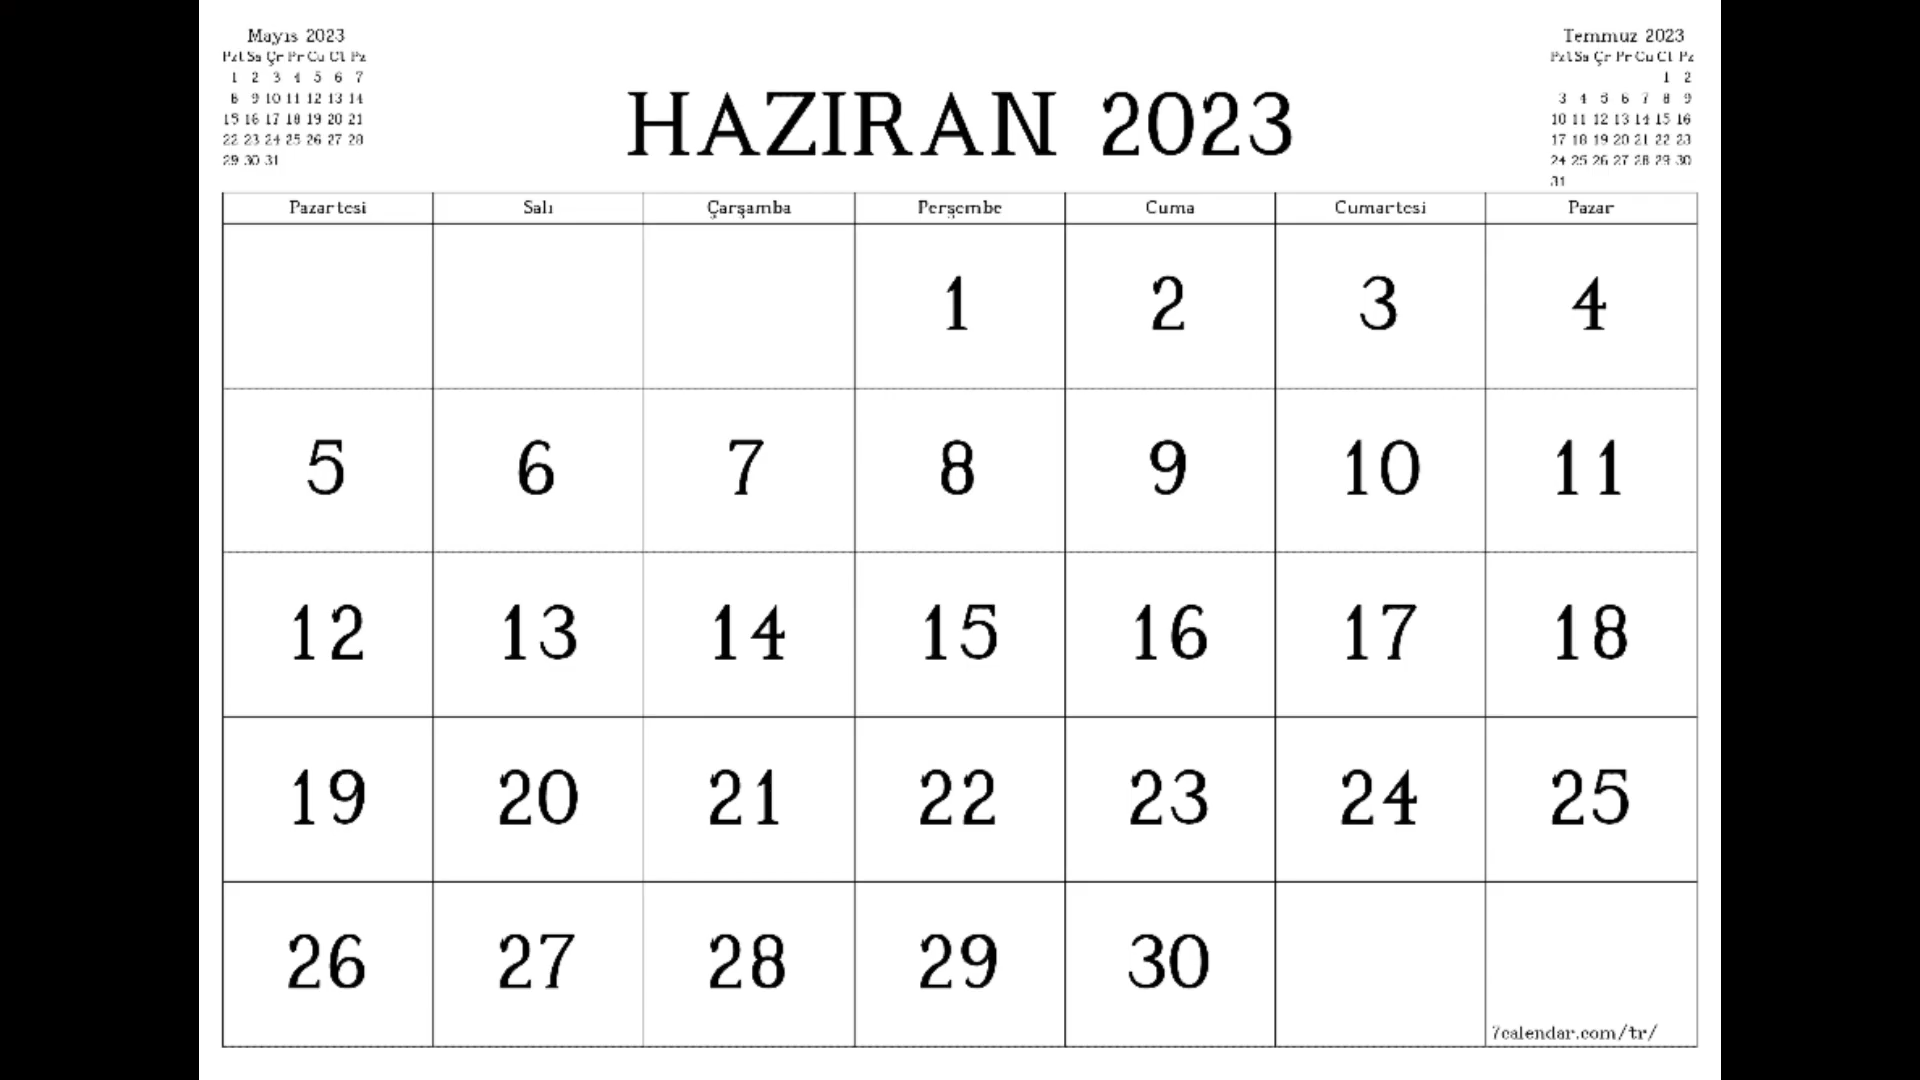 Mayıs 2023
Pzt Sa Çr Pr Cu Ct Pz
1 2 3 4 5 6 7
8 9 10 11 12 13 14
15 16 17 18 19 20 21
22 23 24 25 26 27 28
29 30 31
HAZIRAN 2023
Temmuz 2023
Pzt Sa Çr Pr Cu Ct Pz
1 2
3 4 5 6 7 8 9
10 11 12 13 14 15 16
17 18 19 20 21 22 23
24 25 26 27 28 29 30
31
Pazartesi Salı Çarşamba Perşembe Cuma Cumartesi Pazar
1 2 3 4
5 6 7 8 9 10 11
12 13 14 15 16 17 18
19 20 21 22 23 24 25
26 27 28 29 30
7calendar.com/tr/